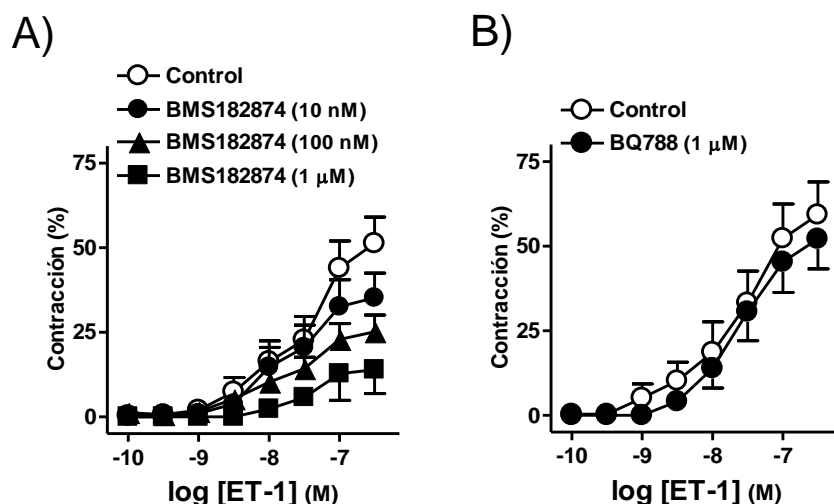 A)
Control
BMS182874 (10 nM)
BMS182874 (100 nM)
BMS182874 (1 μM)
Contracción (%)
75
50
25
0
-10
-9
-8
-7
log [ET-1] (M)
B)
Control
BQ788 (1 μM)
Contracción (%)
75
50
25
0
-10
-9
-8
-7
log [ET-1] (M)